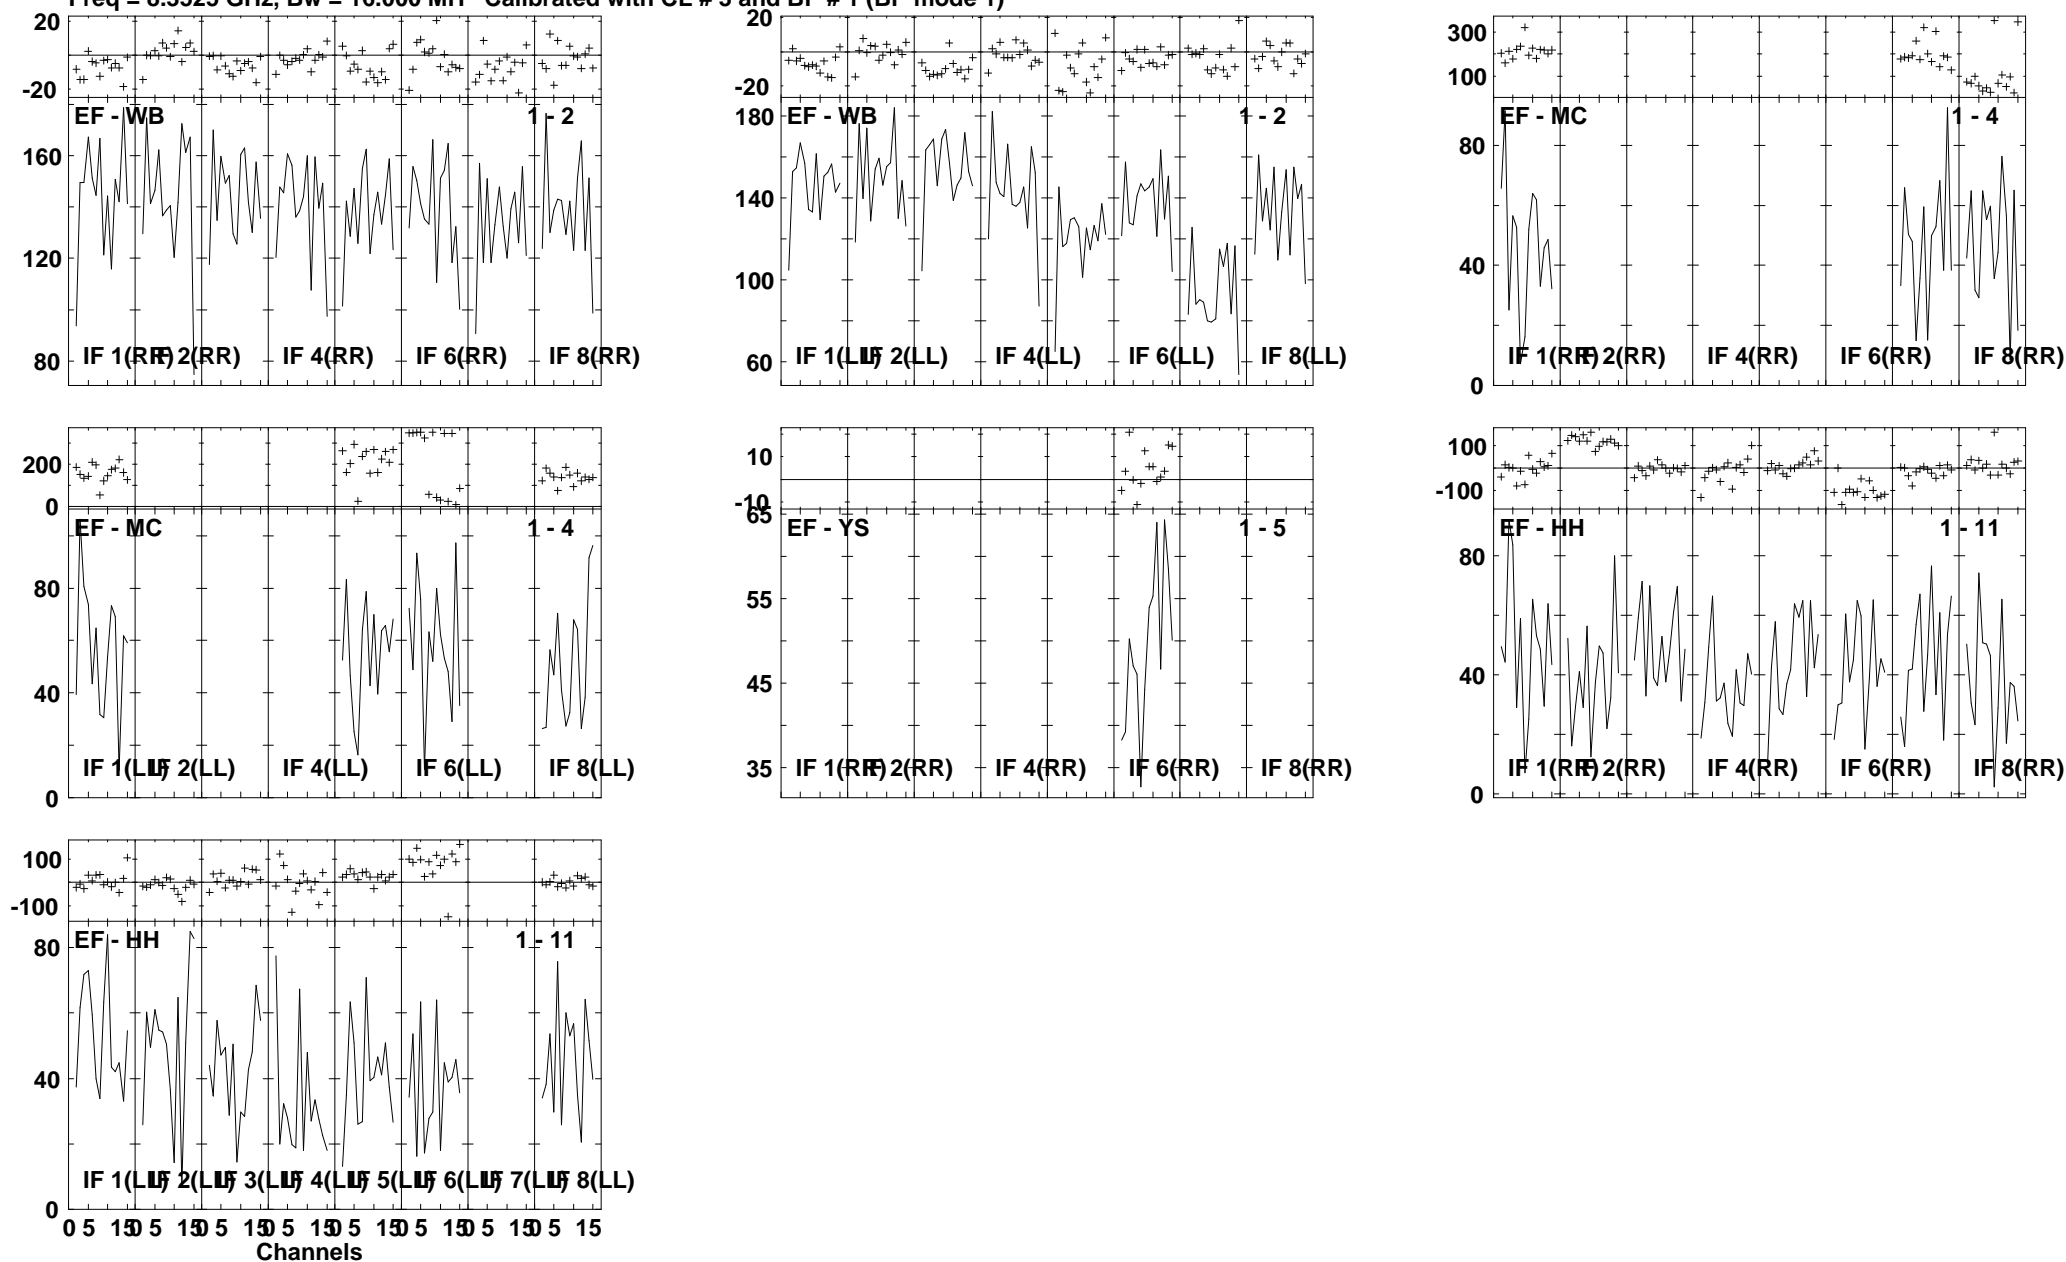 Calibrated with CL # 3 and BP # 1 (BP mode 1)
20
-20
EF - WB 1 - 2
160
120
80
IF 1(RR) IF 2(RR) IF 4(RR) IF 6(RR) IF 8(RR)
20
-20
180
EF - WB 1 - 2
140
100
60
IF 1(LL) IF 2(LL) IF 4(LL) IF 6(LL) IF 8(LL)
300
100
EF - MC 1 - 4
80
40
0
IF 1(RR) IF 2(RR) IF 4(RR) IF 6(RR) IF 8(RR)
200
0
EF - MC 1 - 4
80
40
0
IF 1(LL) IF 2(LL) IF 4(LL) IF 6(LL) IF 8(LL)
10
-10
65
EF - YS 1 - 5
55
45
35
IF 1(RR) IF 2(RR) IF 4(RR) IF 6(RR) IF 8(RR)
100
-100
EF - HH 1 - 11
80
40
0
IF 1(RR) IF 2(RR) IF 4(RR) IF 6(RR) IF 8(RR)
100
-100
EF - HH 1 - 11
80
40
0
IF 1(LL) IF 2(LL) IF 3(LL) IF 4(LL) IF 5(LL) IF 6(LL) IF 7(LL) IF 8(LL)
0 5 15 0 5 15 0 5 15 0 5 15 0 5 15 0 5 15 0 5 15 0 5 15
Channels